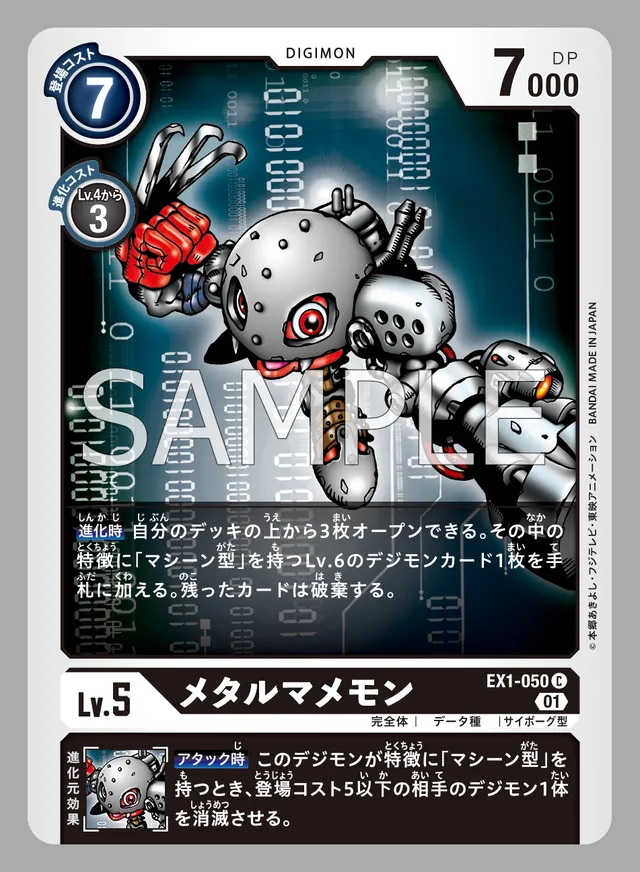 DIGIMON
登場コスト
7
DP
7000
進化コスト
Lv.4から
3
SAMPLE
進化時 自分のデッキの上から3枚オープンできる。その中の
特徴に「マシーン型」を持つLv.6のデジモンカード1枚を手
札に加える。残ったカードは破棄する。
©本郷あきよし・フジテレビ・東映アニメーション BANDAI MADE IN JAPAN
Lv.5
メタルマメモン
EX1-050 C
01
完全体 | データ種 | サイボーグ型
進化元効果
アタック時 このデジモンが特徴に「マシーン型」を
持つとき、登場コスト5以下の相手のデジモン1体
を消滅させる。